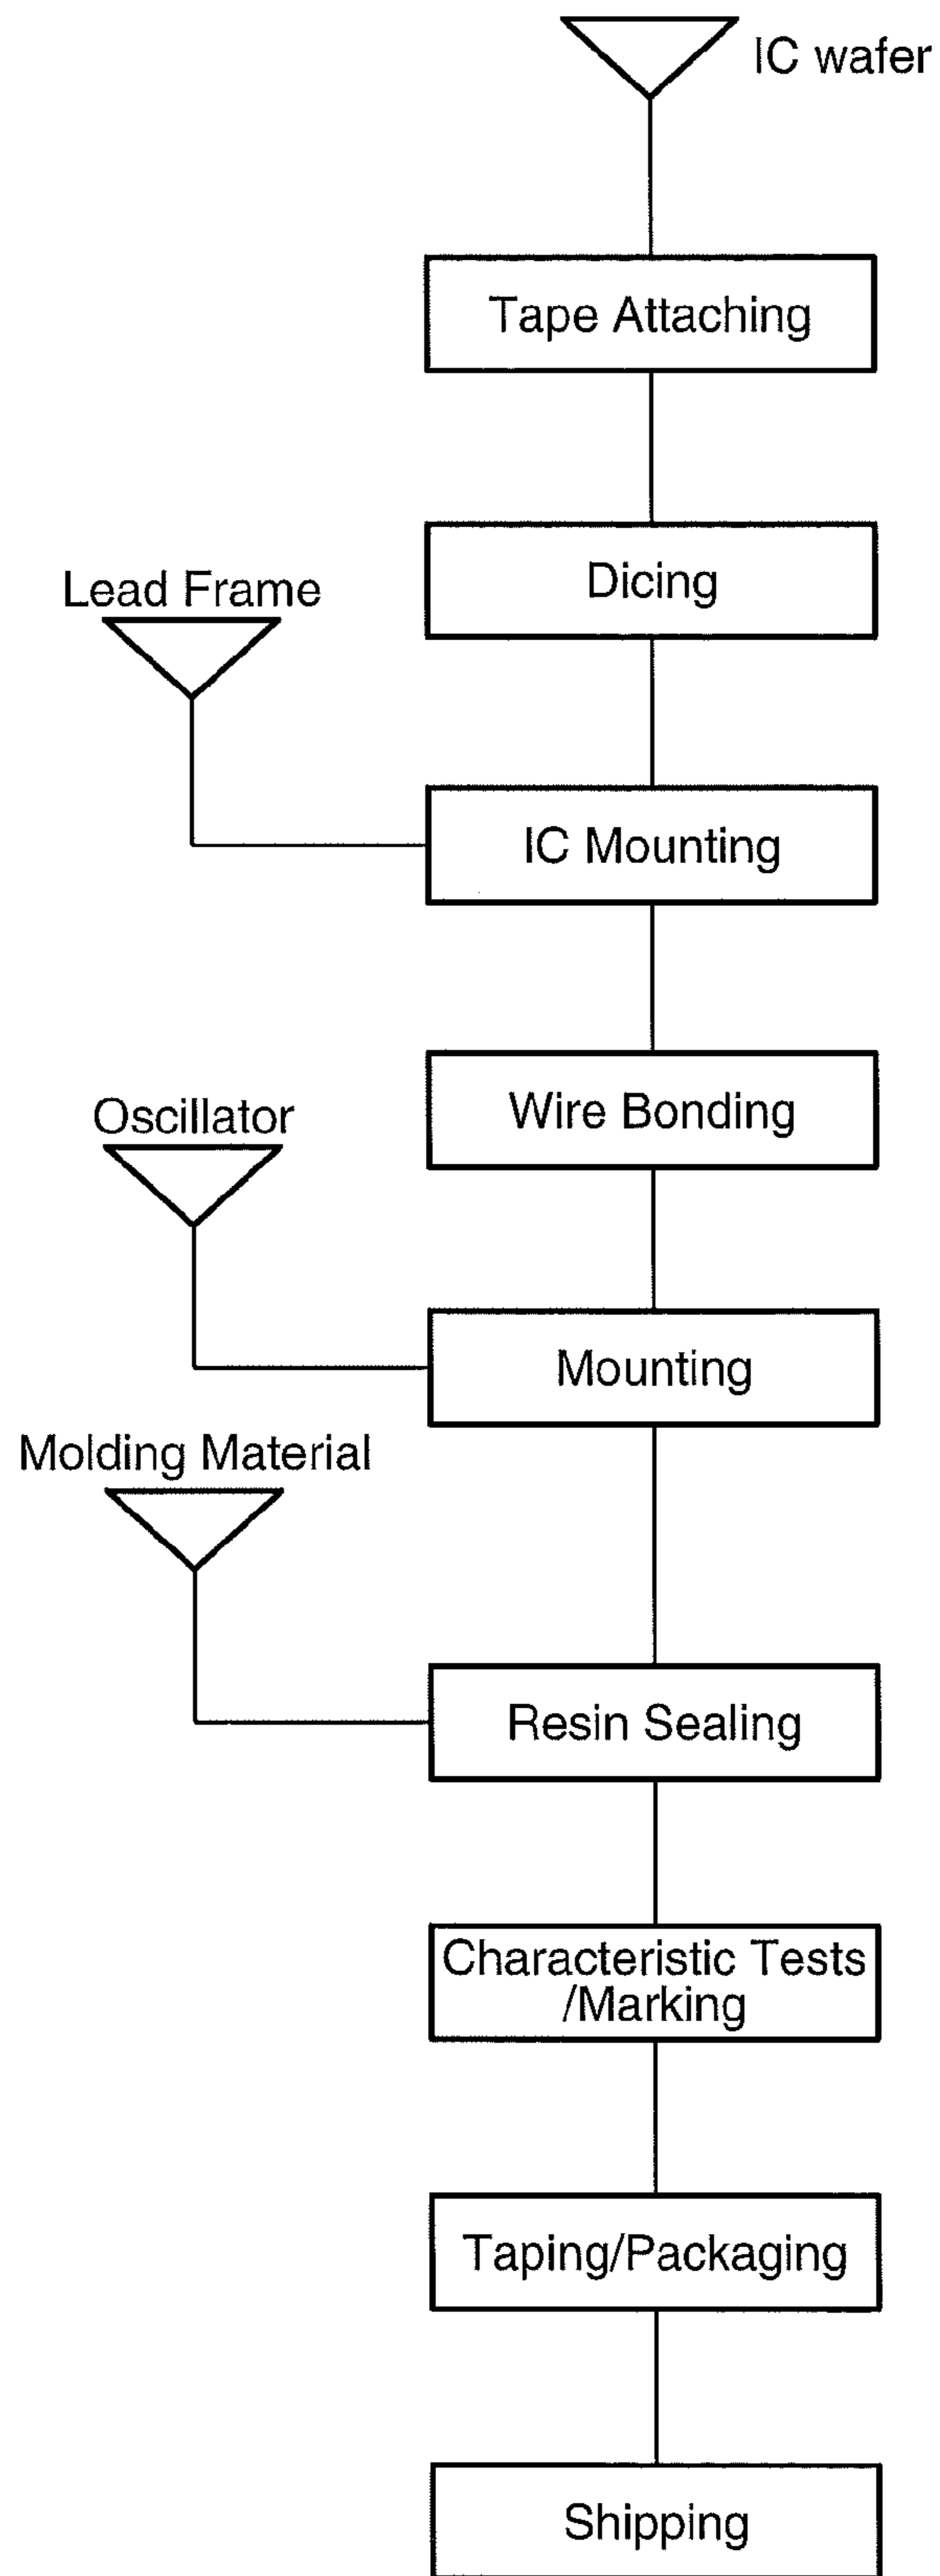 IC wafer
Tape Attaching
Dicing
Lead Frame
IC Mounting
Wire Bonding
Oscillator
Mounting
Molding Material
Resin Sealing
Characteristic Tests
/Marking
Taping/Packaging
Shipping